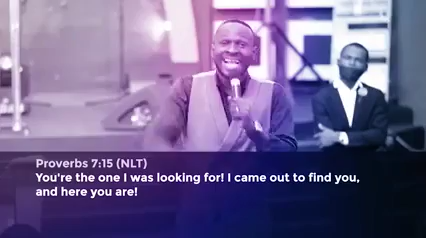 Proverbs 7:15 (NLT)
You're the one I was looking for! I came out to find you,
and here you are!